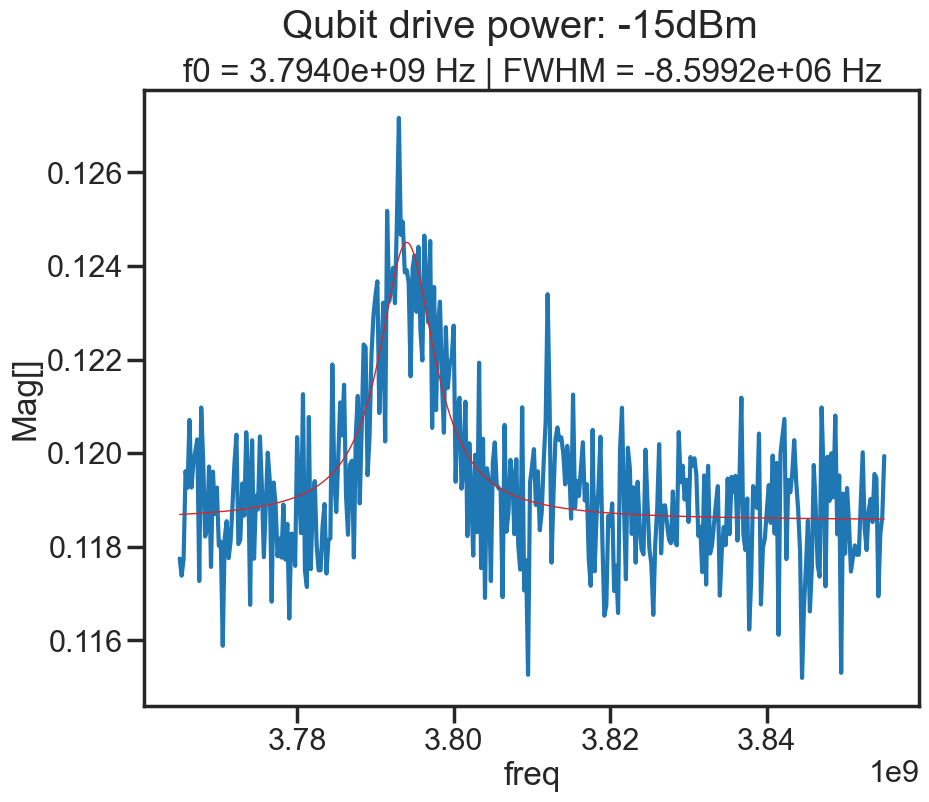 Qubit drive power: -15dBm
f0 = 3.7940e+09 Hz | FWHM = -8.5992e+06 Hz
0.126
0.124
0.122
0.120
0.118
0.116
Mag[]
3.78 3.80 3.82 3.84
freq
1e9